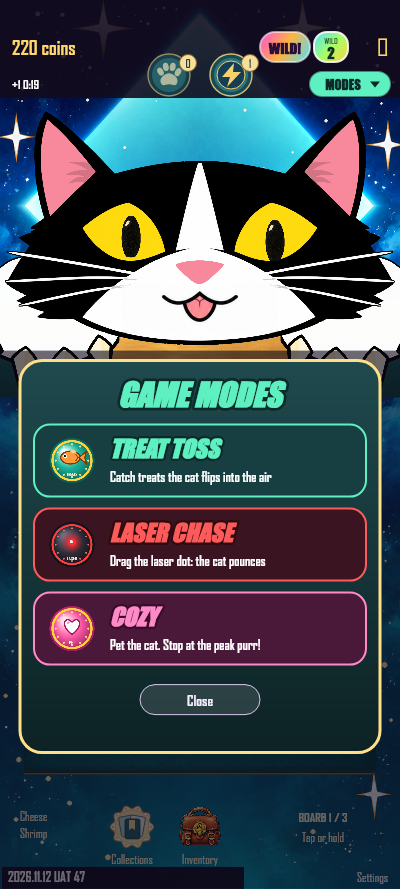 220 coins
0
1
WILD!
WILD
2
+1 0:19
MODES
GAME MODES
TREAT TOSS
Catch treats the cat flips into the air
LASER CHASE
Drag the laser dot: the cat pounces
COZY
Pet the cat. Stop at the peak purr!
Close
Cheese
Shrimp
BOARD 1 / 3
Tap or hold
Collections
Inventory
2026.11.12 UAT 47
Settings